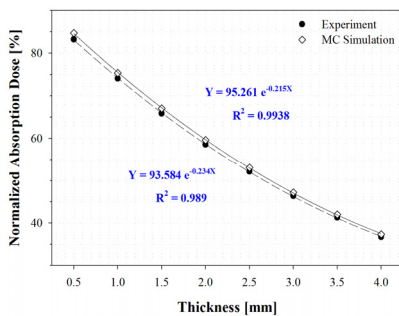 Experiment
MC Simulation
Normalized Absorption Dose [%]
80
60
40
Y = 95.261 e^-0.215X
R² = 0.9938
Y = 93.584 e^-0.234X
R² = 0.989
0.5 1.0 1.5 2.0 2.5 3.0 3.5 4.0
Thickness [mm]